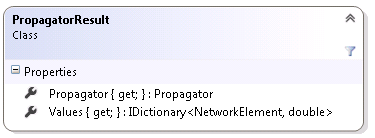 PropagatorResult
Class
Properties
Propagator { get; } : Propagator
Values { get; } : IDictionary<NetworkElement, double>